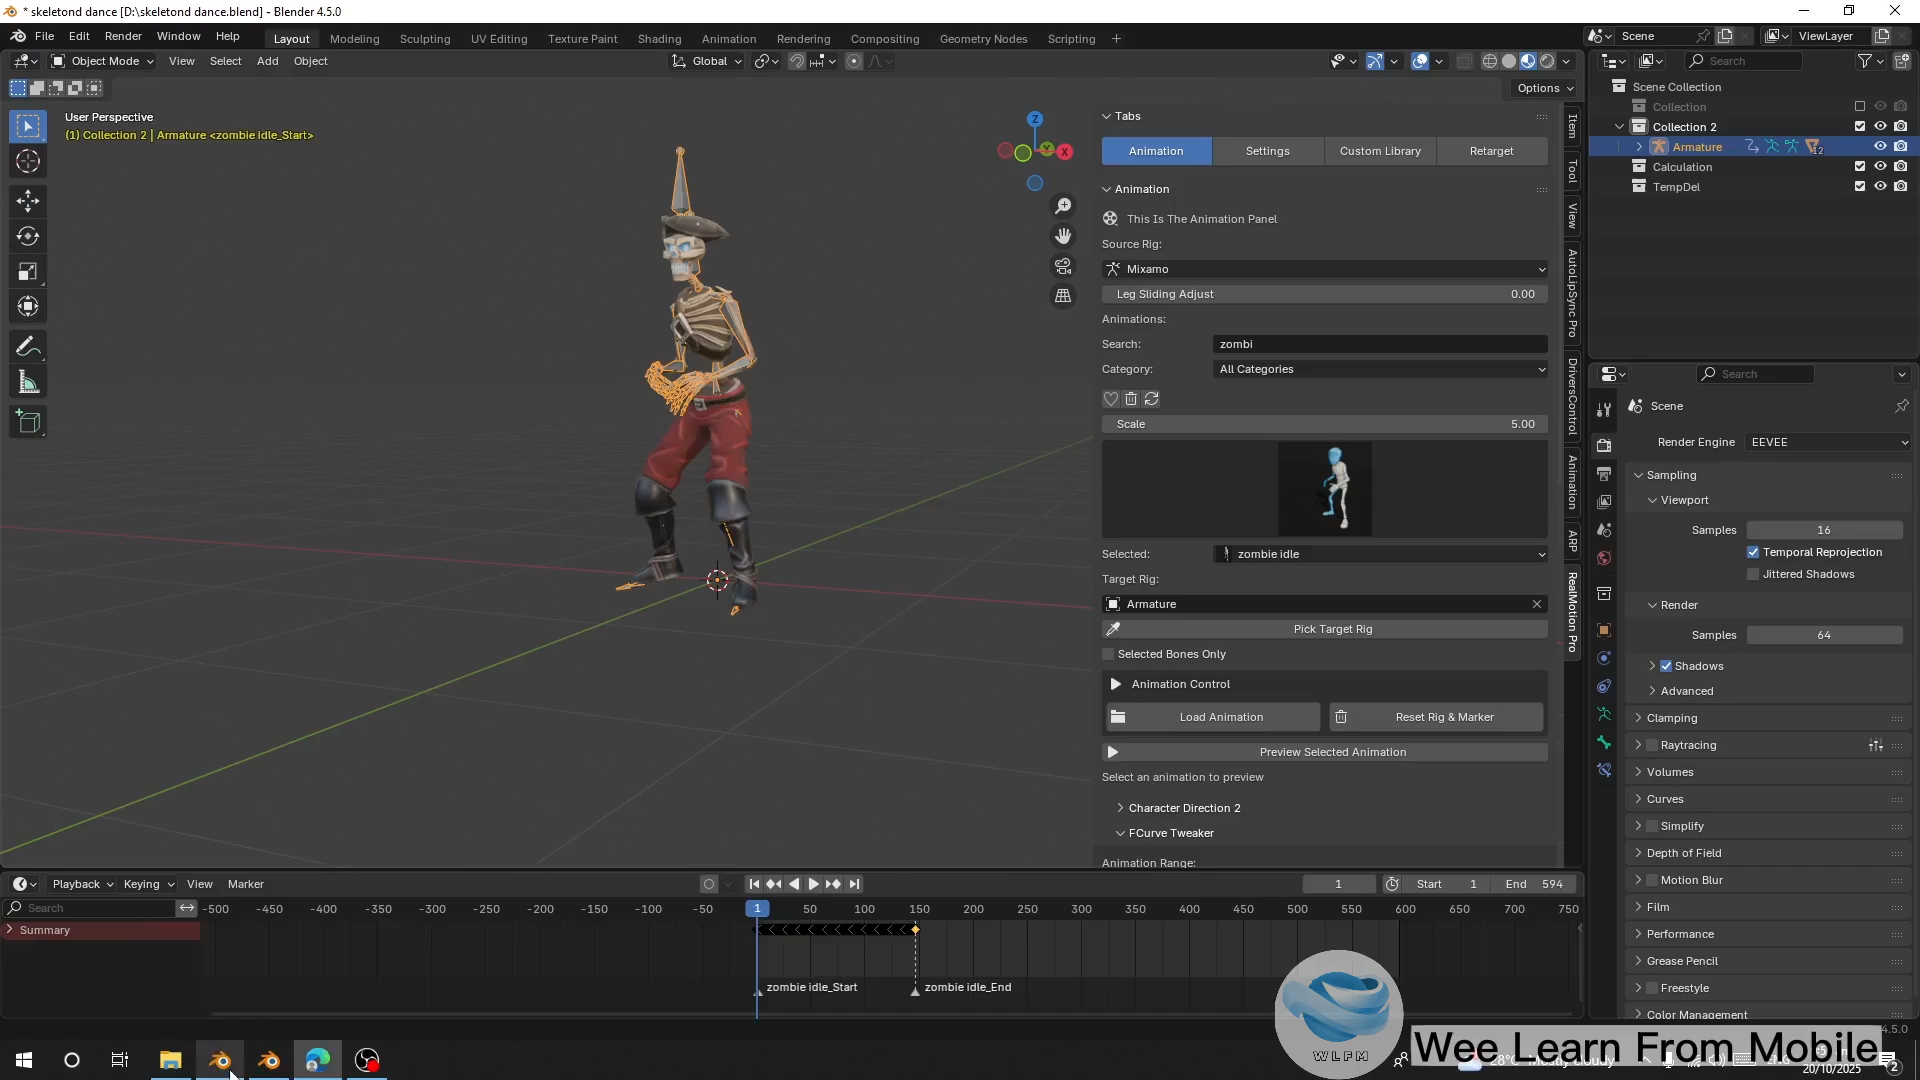 * skeletond dance [D:\skeletond dance.blend] - Blender 4.5.0
File Edit Render Window Help
Layout Modeling Sculpting UV Editing Texture Paint Shading Animation Rendering Compositing Geometry Nodes Scripting +
Scene
ViewLayer
Object Mode View Select Add Object
Global
Search
Options
User Perspective
(1) Collection 2 | Armature <zombie idle_Start>
Z
Y
X
Tabs
Animation Settings Custom Library Retarget
Animation
This Is The Animation Panel
Source Rig:
Mixamo
Leg Sliding Adjust 0.00
Animations:
Search: zombi
Category: All Categories
Scale 5.00
Selected: zombie idle
Target Rig:
Armature
Pick Target Rig
Selected Bones Only
Animation Control
Load Animation Reset Rig & Marker
Preview Selected Animation
Select an animation to preview
Character Direction 2
FCurve Tweaker
Animation Range:
Item
Tool
View
AutoLipSync Pro
DriversControl
Animation
ARP
RealMotion Pro
Scene Collection
Collection
Collection 2
Armature 12
Calculation
TempDel
Search
Scene
Render Engine EEVEE
Sampling
Viewport
Samples 16
Temporal Reprojection
Jittered Shadows
Render
Samples 64
Shadows
Advanced
Clamping
Raytracing
Volumes
Curves
Simplify
Depth of Field
Motion Blur
Film
Performance
Grease Pencil
Freestyle
Color Management
Playback Keying View Marker
1 Start 1 End 594
Search
-500 -450 -400 -350 -300 -250 -200 -150 -100 -50 1 50 100 150 200 250 300 350 400 450 500 550 600 650 700 750
Summary
zombie idle_Start zombie idle_End
4.5.0
WLFM
Wee Learn From Mobile
20/10/2025
2